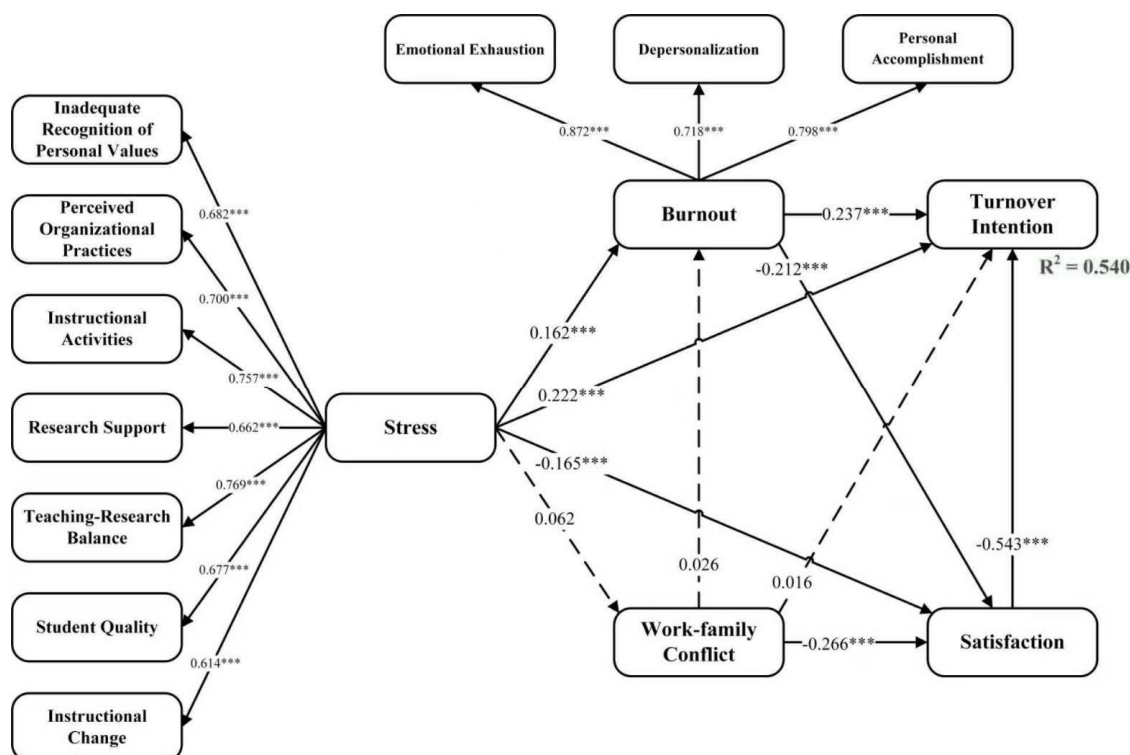 Emotional Exhaustion
Depersonalization
Personal
Accomplishment
Inadequate
Recognition of
Personal Values
0.872***
0.718***
0.798***
0.682***
Perceived
Organizational
Practices
Burnout
0.237***
Turnover
Intention
-0.212***
R² = 0.540
0.700***
Instructional
Activities
0.162***
0.757***
0.222***
Research Support
0.662***
Stress
-0.165***
0.769***
Teaching-Research
Balance
0.062
-0.543***
0.026
0.016
0.677***
Student Quality
Work-family
Conflict
-0.266***
Satisfaction
0.614***
Instructional
Change